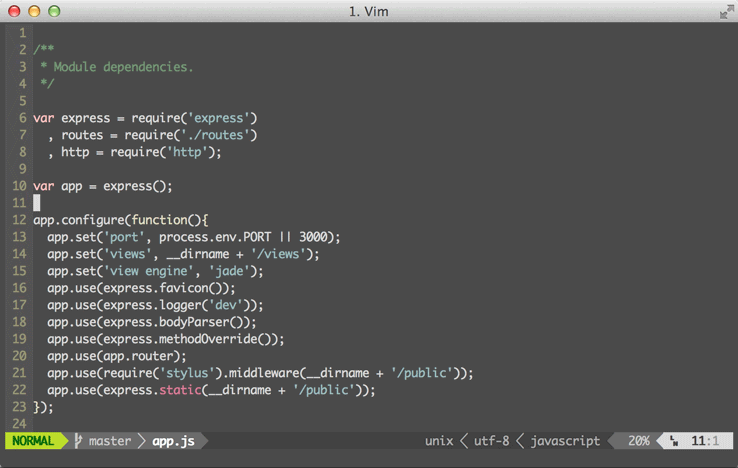 1. Vim
1
2 /**
3  * Module dependencies.
4  */
5
6 var express = require('express')
7   , routes = require('./routes')
8   , http = require('http');
9
10 var app = express();
11
12 app.configure(function(){
13   app.set('port', process.env.PORT || 3000);
14   app.set('views', __dirname + '/views');
15   app.set('view engine', 'jade');
16   app.use(express.favicon());
17   app.use(express.logger('dev'));
18   app.use(express.bodyParser());
19   app.use(express.methodOverride());
20   app.use(app.router);
21   app.use(require('stylus').middleware(__dirname + '/public'));
22   app.use(express.static(__dirname + '/public'));
23 });
24
NORMAL master app.js unix utf-8 javascript 20% LN 11:1